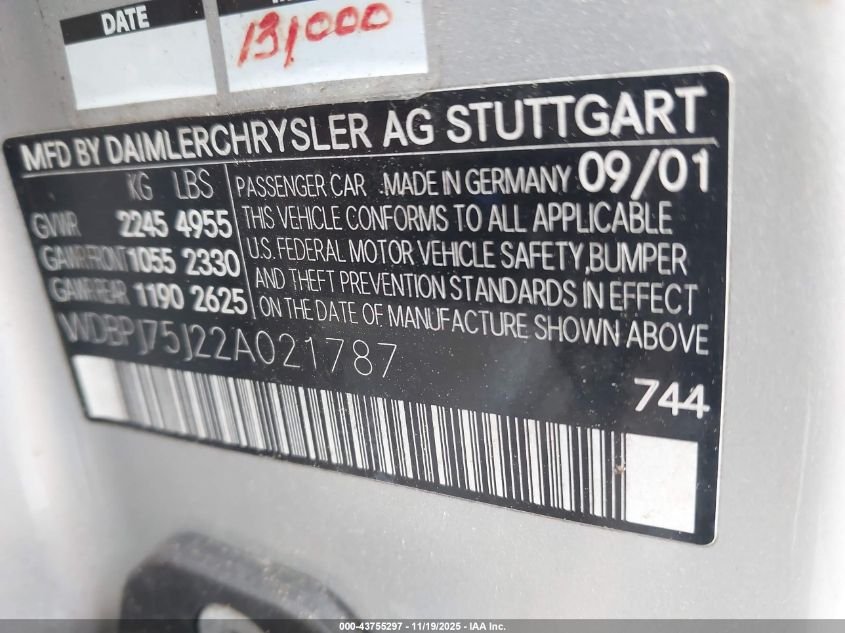 DATE
131000
MFD BY DAIMLERCHRYSLER AG STUTTGART
KG LBS
GVWR 2245 4955
GAWR FRONT 1055 2330
GAWR REAR 1190 2625
PASSENGER CAR MADE IN GERMANY 09/01
THIS VEHICLE CONFORMS TO ALL APPLICABLE
U.S. FEDERAL MOTOR VEHICLE SAFETY, BUMPER
AND THEFT PREVENTION STANDARDS IN EFFECT
ON THE DATE OF MANUFACTURE SHOWN ABOVE
WDBPJ75J22A021787
744
000-43755297 - 11/19/2025 - IAA Inc.